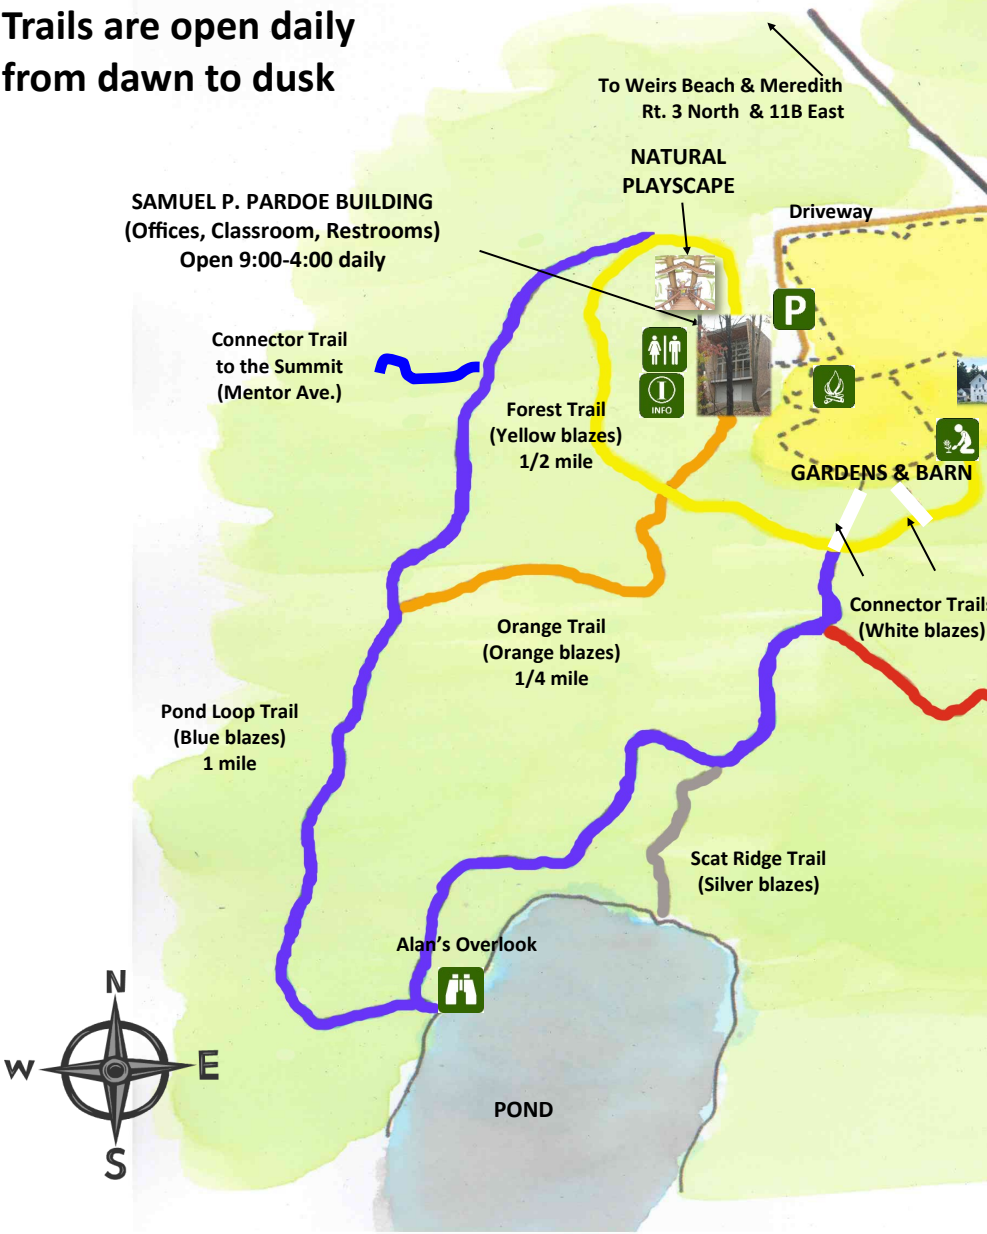 Trails are open daily
from dawn to dusk
To Weirs Beach & Meredith
Rt. 3 North & 11B East
NATURAL
PLAYSCAPE
SAMUEL P. PARDOE BUILDING
(Offices, Classroom, Restrooms)
Open 9:00-4:00 daily
Driveway
P
Connector Trail
to the Summit
(Mentor Ave.)
I
INFO
Forest Trail
(Yellow blazes)
1/2 mile
GARDENS & BARN
Connector Trails
(White blazes)
Orange Trail
(Orange blazes)
1/4 mile
Pond Loop Trail
(Blue blazes)
1 mile
Scat Ridge Trail
(Silver blazes)
Alan's Overlook
N
W
E
S
POND